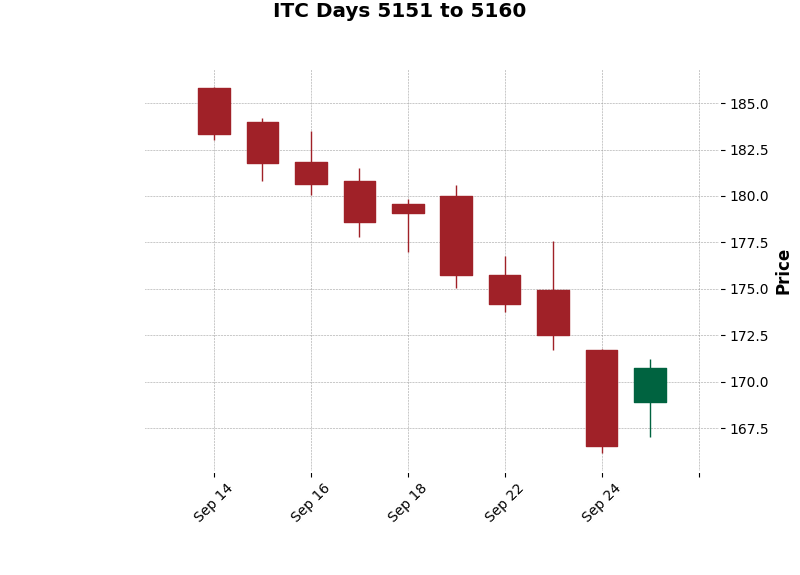 ITC Days 5151 to 5160
185.0
182.5
180.0
177.5
175.0
172.5
170.0
167.5
Price
Sep 14
Sep 16
Sep 18
Sep 22
Sep 24